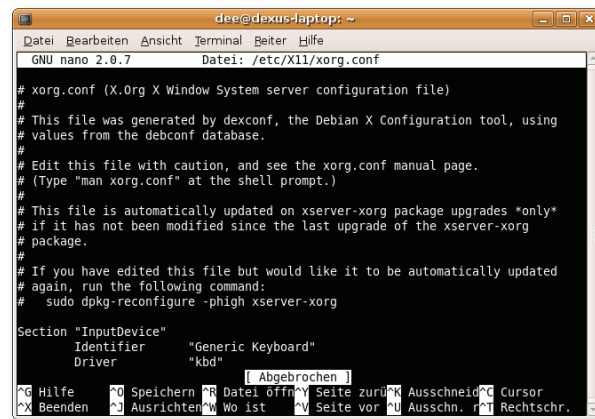 dee@dexus-laptop: ~
Datei Bearbeiten Ansicht Terminal Reiter Hilfe
GNU nano 2.0.7 Datei: /etc/X11/xorg.conf
# xorg.conf (X.Org X Window System server configuration file)
#
# This file was generated by dexconf, the Debian X Configuration tool, using
# values from the debconf database.
#
# Edit this file with caution, and see the xorg.conf manual page.
# (Type "man xorg.conf" at the shell prompt.)
#
# This file is automatically updated on xserver-xorg package upgrades *only*
# if it has not been modified since the last upgrade of the xserver-xorg
# package.
#
# If you have edited this file but would like it to be automatically updated
# again, run the following command:
#   sudo dpkg-reconfigure -phigh xserver-xorg
Section "InputDevice"
Identifier "Generic Keyboard"
Driver "kbd"
[ Abgebrochen ]
^G Hilfe ^O Speichern ^R Datei öffn^Y Seite zurü^K Ausschneid^C Cursor
^X Beenden ^J Ausrichten^W Wo ist ^V Seite vor ^U Ausschn. r^T Rechtschr.